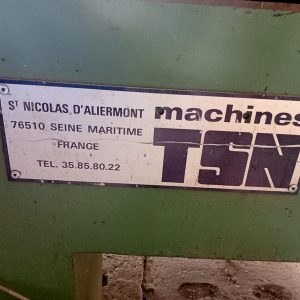 ST NICOLAS, D'ALIERMONT
76510 SEINE MARITIME
FRANCE
TEL. 35.85.80.22
machines
TSN